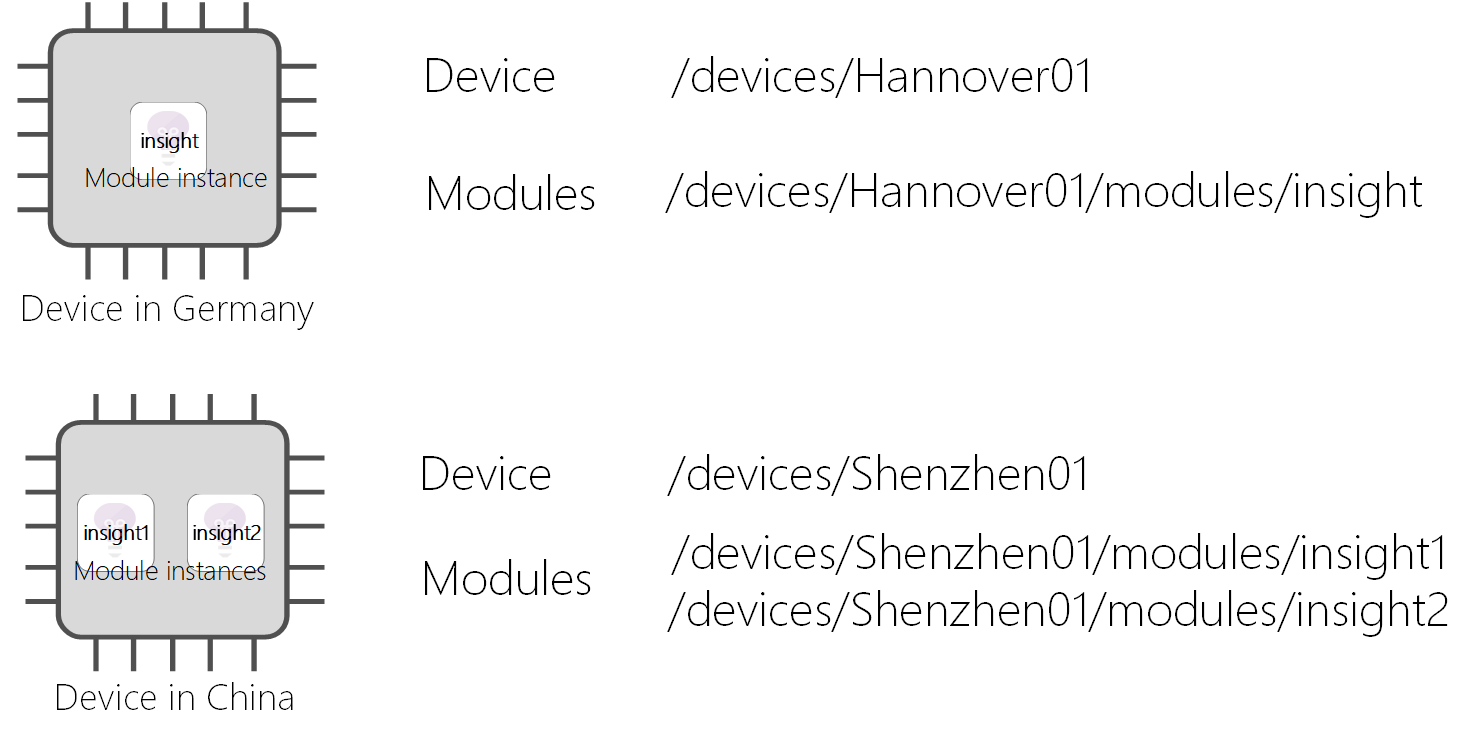 insight
Module instance
Device in Germany
Device /devices/Hannover01
Modules /devices/Hannover01/modules/insight
insight1 insight2
Module instances
Device in China
Device /devices/Shenzhen01
Modules
/devices/Shenzhen01/modules/insight1
/devices/Shenzhen01/modules/insight2